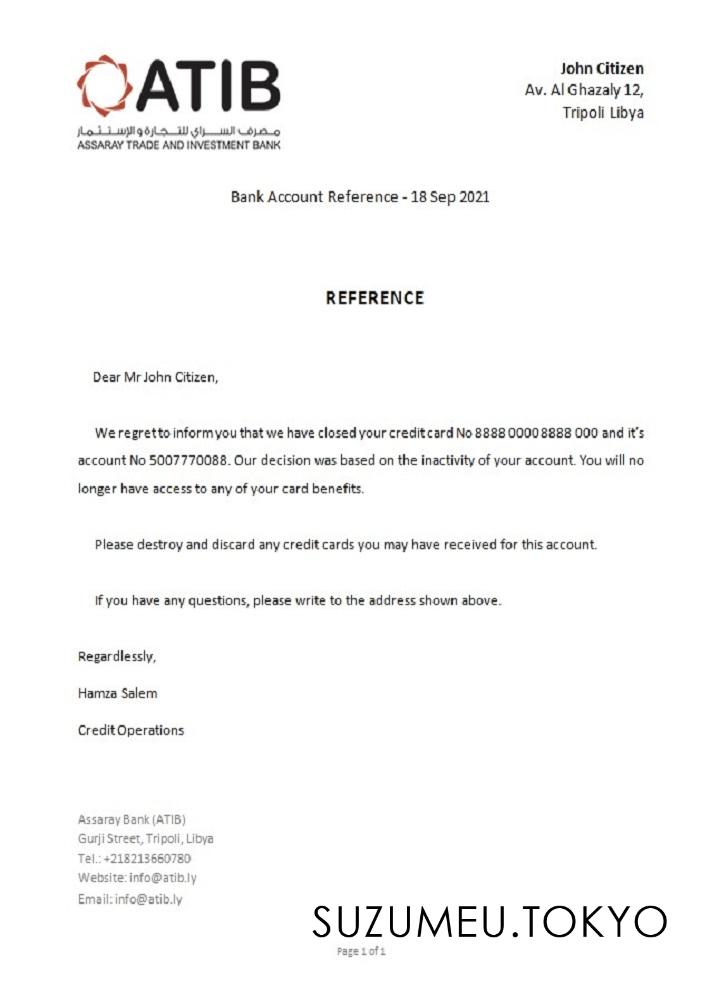 ATIB
مصرف السراي للتجارة والإستثمار
ASSARAY TRADE AND INVESTMENT BANK
John Citizen
Av. Al Ghazaly 12,
Tripoli Libya
Bank Account Reference - 18 Sep 2021
REFERENCE
Dear Mr John Citizen,
We regret to inform you that we have closed your credit card No 8888 0000 8888 000 and it's
account No 5007770088. Our decision was based on the inactivity of your account. You will no
longer have access to any of your card benefits.
Please destroy and discard any credit cards you may have received for this account.
If you have any questions, please write to the address shown above.
Regardlessly,
Hamza Salem
Credit Operations
Assaray Bank (ATIB)
Gurji Street, Tripoli, Libya
Tel.: +218213660780
Website: info@atib.ly
Email: info@atib.ly
SUZUMEU.TOKYO
Page 1 of 1